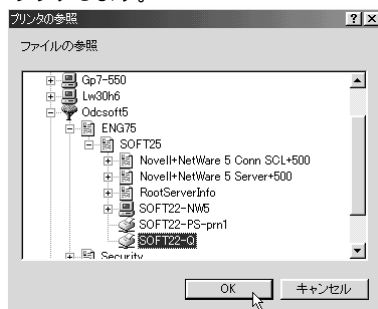 プリンタの参照
ファイルの参照
Gp7-550
Lw30h6
Odcsoft5
ENG75
SOFT25
Novell+NetWare 5 Conn SCL+500
Novell+NetWare 5 Server+500
RootServerInfo
SOFT22-NW5
SOFT22-PS-prn1
SOFT22-Q
Security
OK
キャンセル